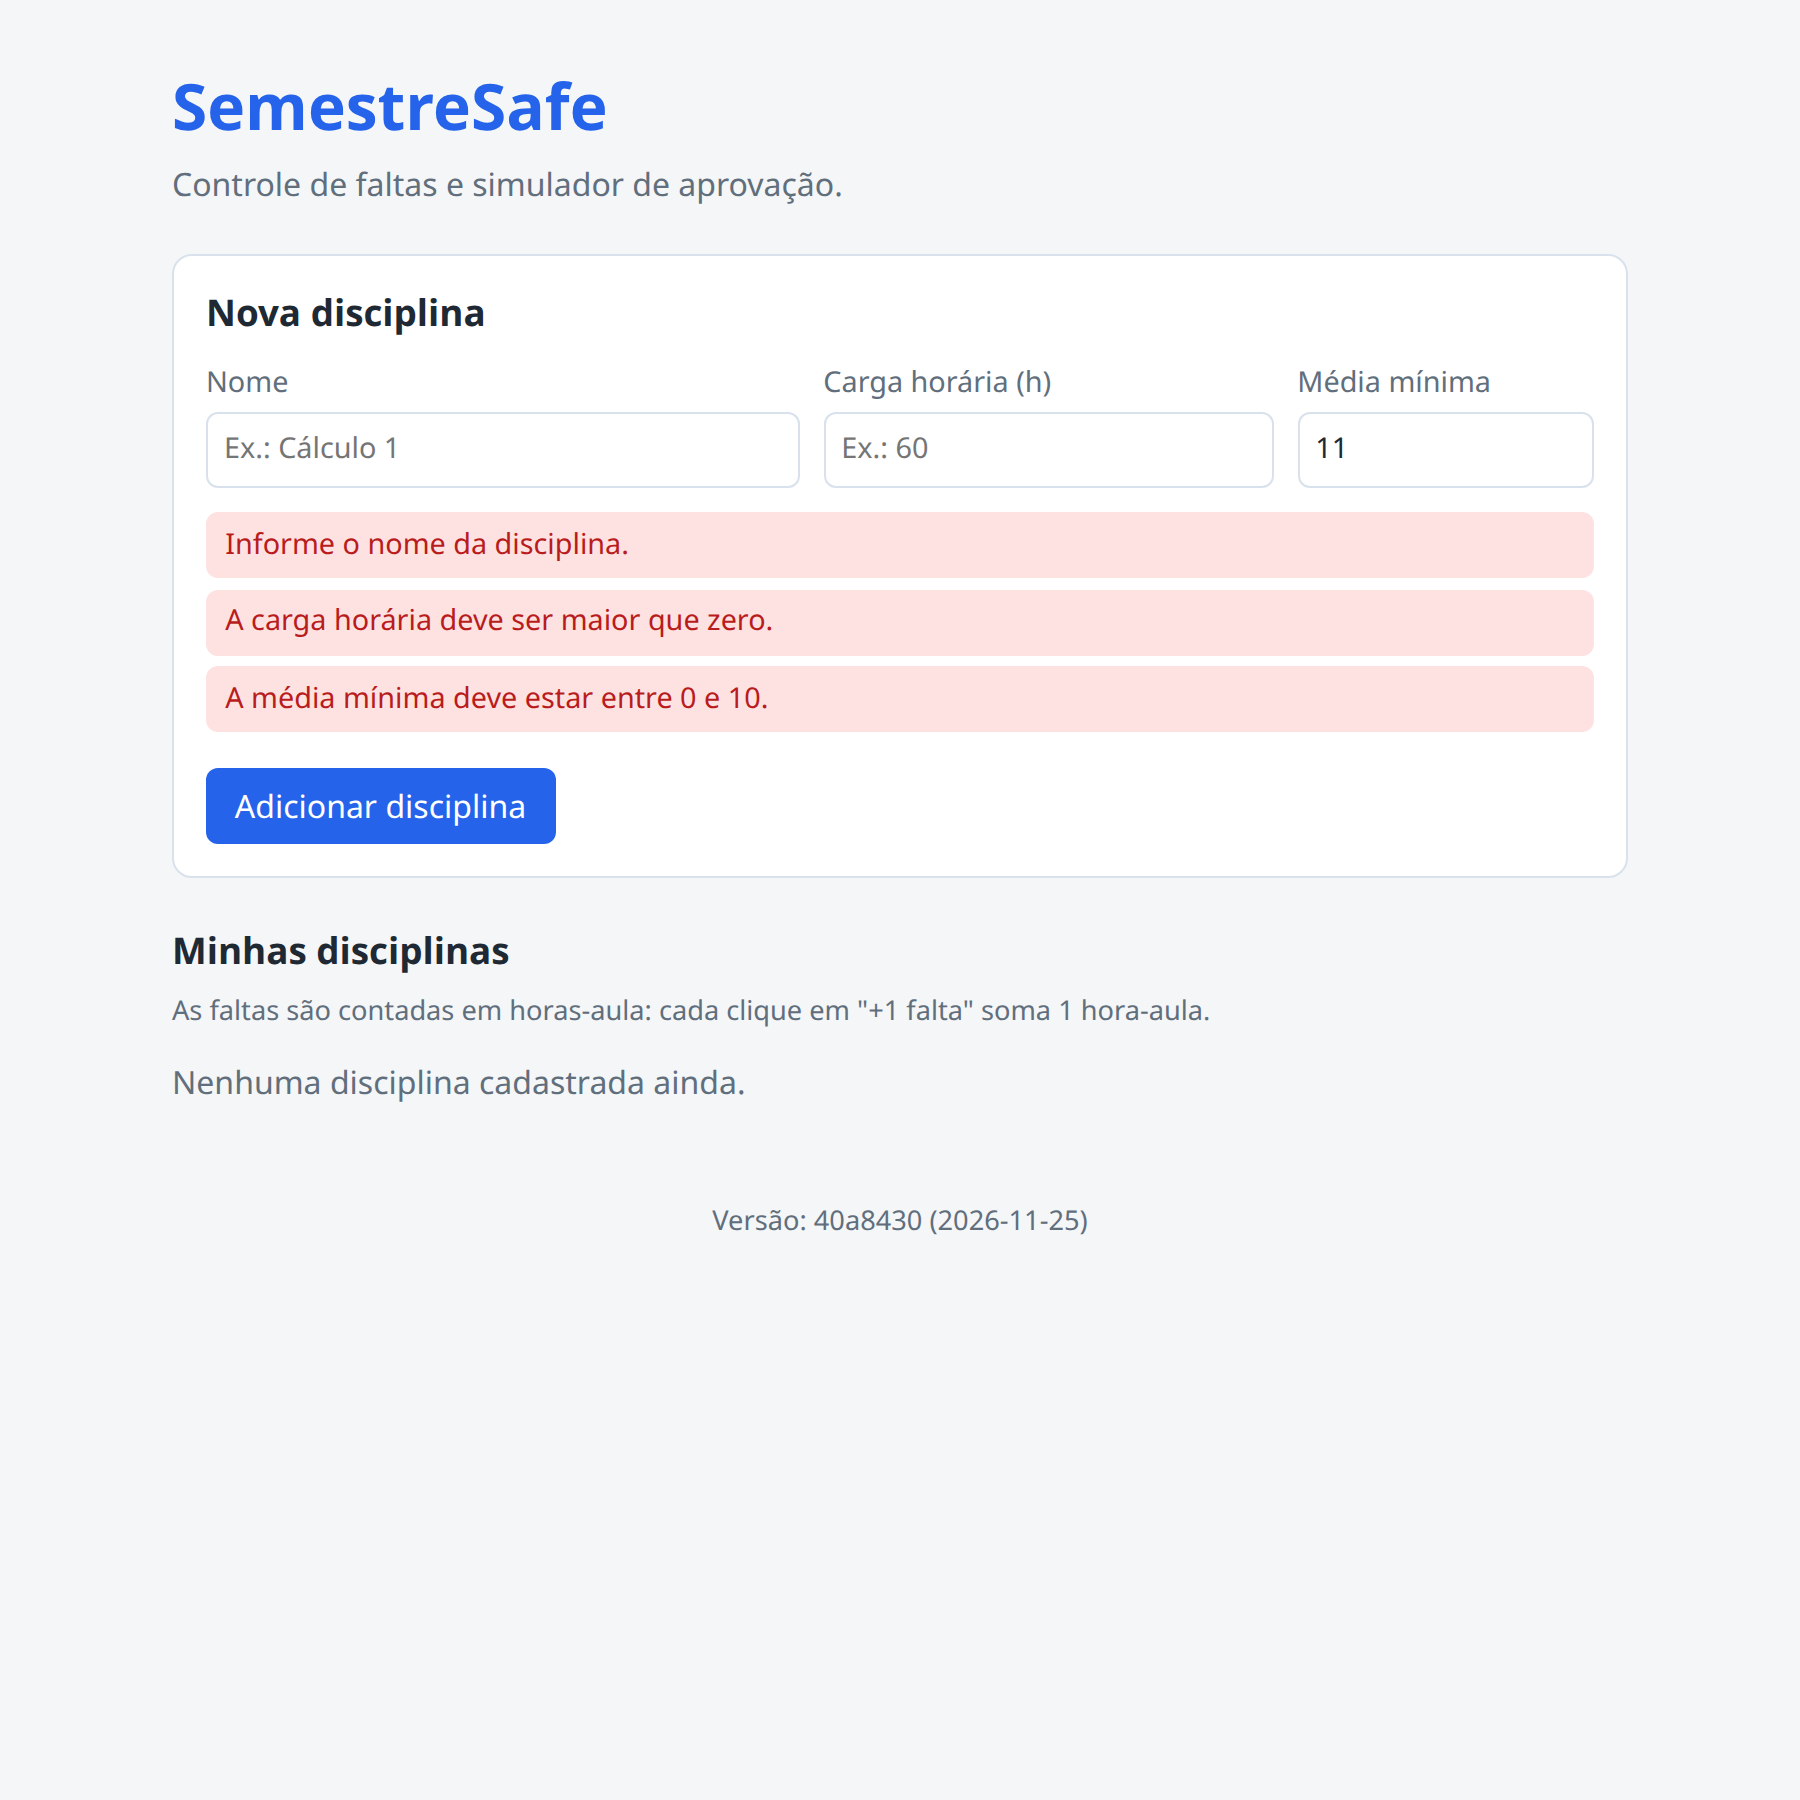 SemestreSafe
Controle de faltas e simulador de aprovação.
Nova disciplina
Nome
Carga horária (h)
Média mínima
Ex.: Cálculo 1
Ex.: 60
11
Informe o nome da disciplina.
A carga horária deve ser maior que zero.
A média mínima deve estar entre 0 e 10.
Adicionar disciplina
Minhas disciplinas
As faltas são contadas em horas-aula: cada clique em "+1 falta" soma 1 hora-aula.
Nenhuma disciplina cadastrada ainda.
Versão: 40a8430 (2026-11-25)